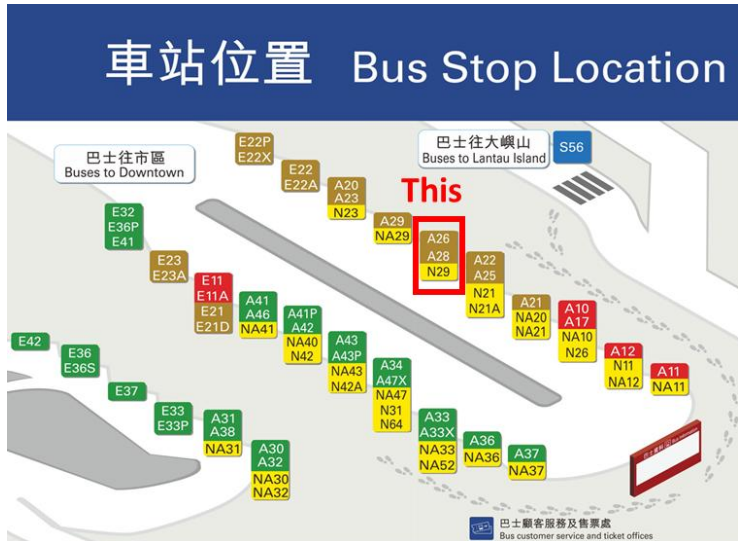 車站位置 Bus Stop Location
巴士往市區
Buses to Downtown
E22P
E22X
巴士往大嶼山
Buses to Lantau Island
S56
E22
E22A
A20
A23
N23
This
E32
E36P
E41
A29
NA29
A26
A28
N29
E23
E23A
A22
A25
N21
N21A
E11
E11A
E21
E21D
A41
A46
NA41
A41P
A42
NA40
N42
A21
NA20
NA21
A10
A17
NA10
N26
E42
E36
E36S
A43
A43P
NA43
N42A
A34
A47X
NA47
N31
N64
A12
N11
NA12
A11
NA11
E37
E33
E33P
A31
A38
NA31
A33
A33X
NA33
NA52
A30
A32
NA30
NA32
A36
NA36
A37
NA37
巴士顧客服務及售票處
Bus customer service and ticket offices